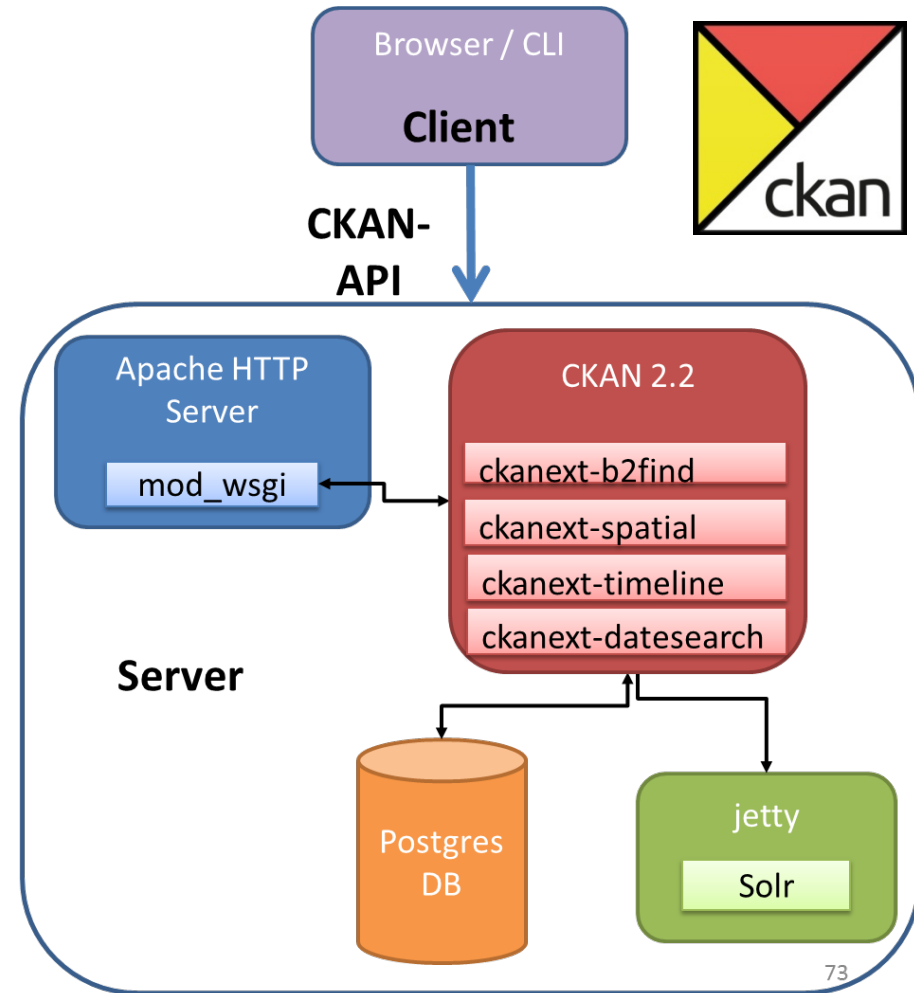 Browser / CLI
Client
ckan
CKAN-
API
Apache HTTP
Server
mod_wsgi
CKAN 2.2
ckanext-b2find
ckanext-spatial
ckanext-timeline
ckanext-datesearch
Server
Postgres
DB
jetty
Solr
73